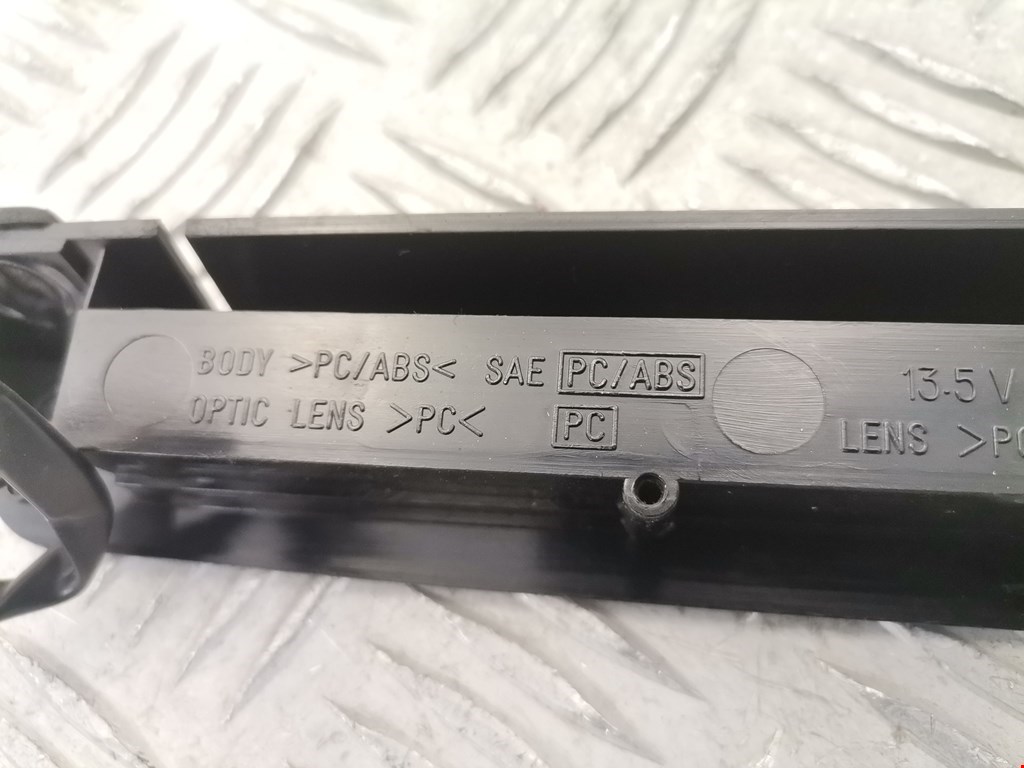 BODY >PC/ABS< SAE PC/ABS
OPTIC LENS >PC< PC
13.5 V
LENS